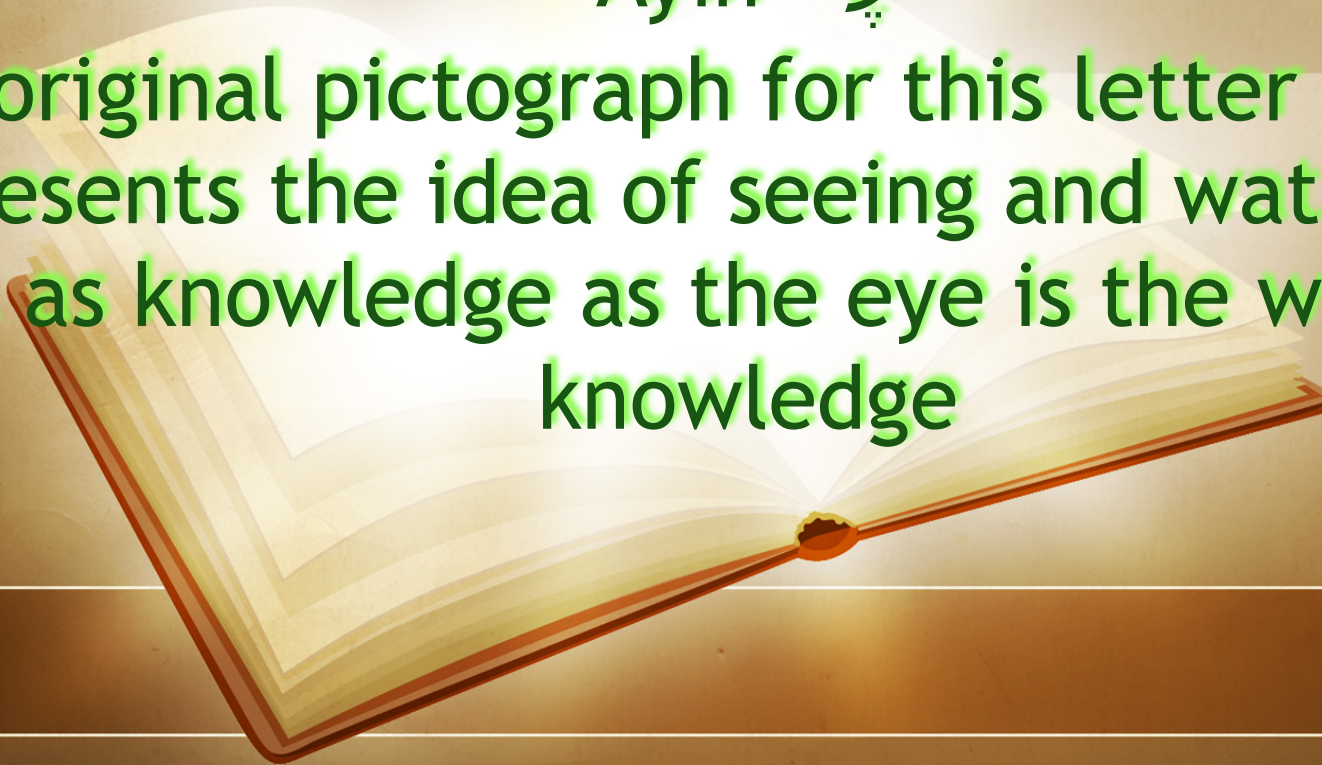 Ayin
original pictograph for this letter
esents the idea of seeing and wat
as knowledge as the eye is the w
knowledge